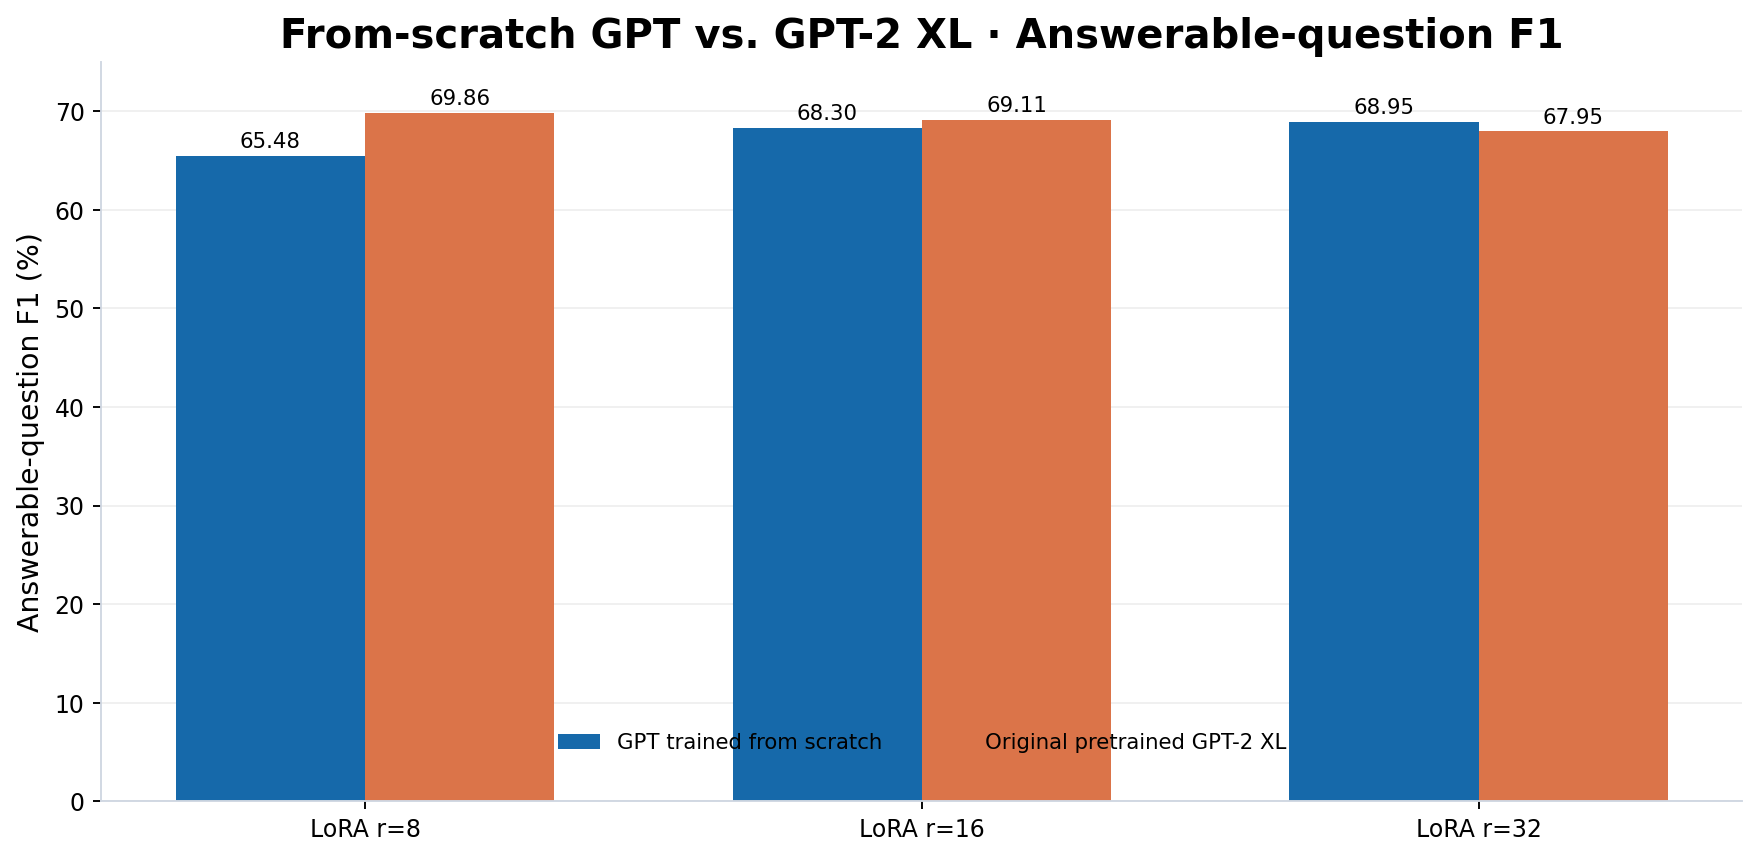 From-scratch GPT vs. GPT-2 XL · Answerable-question F1
Answerable-question F1 (%)
70
60
50
40
30
20
10
0
65.48
69.86
68.30
69.11
68.95
67.95
GPT trained from scratch
Original pretrained GPT-2 XL
LoRA r=8
LoRA r=16
LoRA r=32